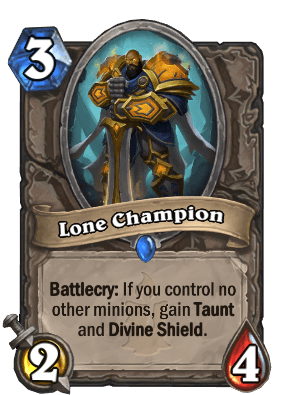 3
Lone Champion
Battlecry: If you control no
other minions, gain Taunt
and Divine Shield.
2
4